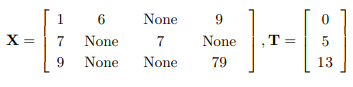 X = [ 1 6 None 9
7 None 7 None
9 None None 79 ] , T = [ 0
5
13 ]